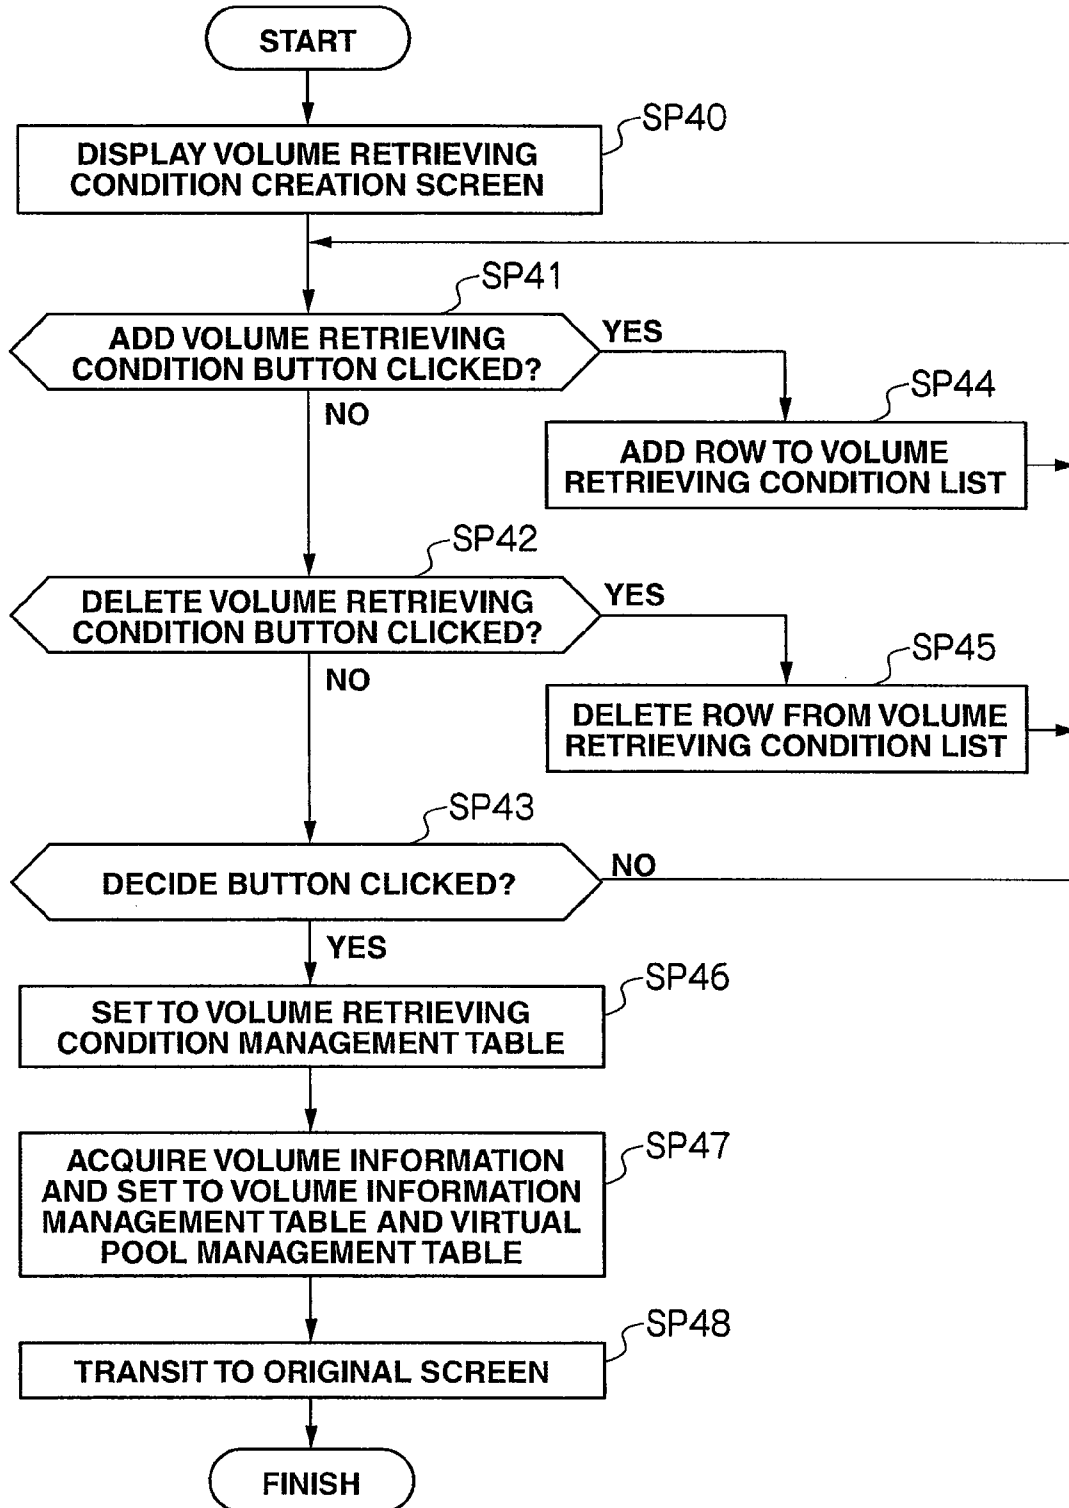 START
SP40
DISPLAY VOLUME RETRIEVING
CONDITION CREATION SCREEN
SP41
ADD VOLUME RETRIEVING
CONDITION BUTTON CLICKED?
YES
NO
SP44
ADD ROW TO VOLUME
RETRIEVING CONDITION LIST
SP42
DELETE VOLUME RETRIEVING
CONDITION BUTTON CLICKED?
YES
NO
SP45
DELETE ROW FROM VOLUME
RETRIEVING CONDITION LIST
SP43
DECIDE BUTTON CLICKED?
NO
YES
SP46
SET TO VOLUME RETRIEVING
CONDITION MANAGEMENT TABLE
SP47
ACQUIRE VOLUME INFORMATION
AND SET TO VOLUME INFORMATION
MANAGEMENT TABLE AND VIRTUAL
POOL MANAGEMENT TABLE
SP48
TRANSIT TO ORIGINAL SCREEN
FINISH